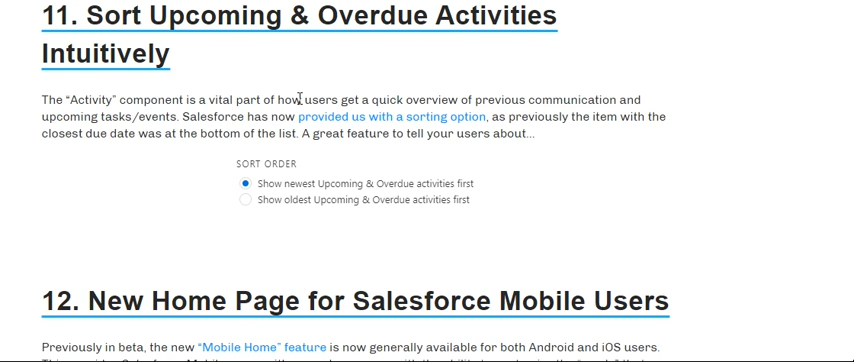 11. Sort Upcoming & Overdue Activities
Intuitively
The “Activity” component is a vital part of how users get a quick overview of previous communication and
upcoming tasks/events. Salesforce has now provided us with a sorting option, as previously the item with the
closest due date was at the bottom of the list. A great feature to tell your users about...
SORT ORDER
Show newest Upcoming & Overdue activities first
Show oldest Upcoming & Overdue activities first
12. New Home Page for Salesforce Mobile Users
Previously in beta, the new “Mobile Home” feature is now generally available for both Android and iOS users.